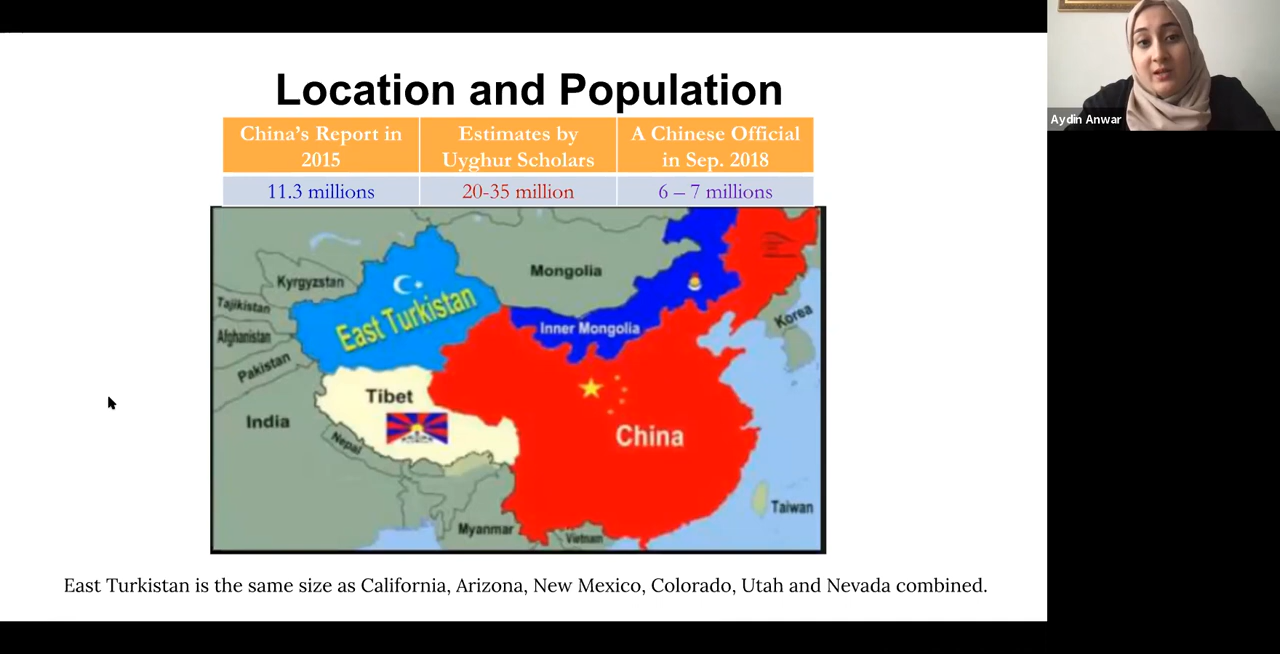 Location and Population
China's Report in
2015
Estimates by
Uyghur Scholars
A Chinese Official
in Sep. 2018
11.3 millions
20-35 million
6 – 7 millions
Aydin Anwar
Mongolia
Kyrgyzstan
Tajikistan
East Turkistan
Korea
Inner Mongolia
Afghanistan
Pakistan
Tibet
India
China
Nepal
Taiwan
Myanmar
Vietnam
East Turkistan is the same size as California, Arizona, New Mexico, Colorado, Utah and Nevada combined.